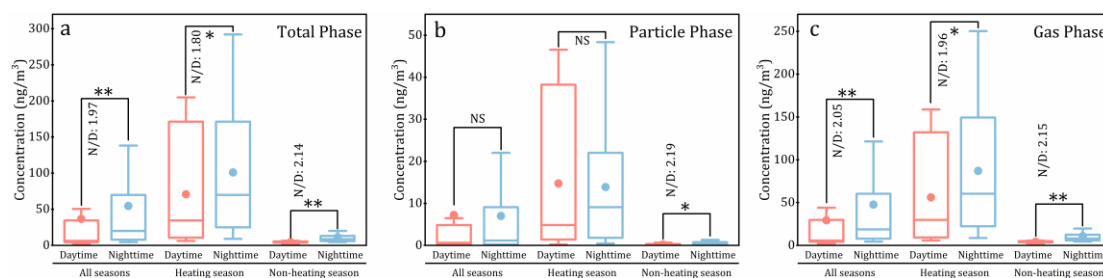 a
Total Phase
Concentration (ng/m³)
300
250
200
150
100
50
0
N/D: 1.97
**
N/D: 1.80
*
N/D: 2.14
**
Daytime Nighttime Daytime Nighttime Daytime Nighttime
All seasons Heating season Non-heating season
b
Particle Phase
Concentration (ng/m³)
50
40
30
20
10
0
NS
NS
N/D: 2.19
*
Daytime Nighttime Daytime Nighttime Daytime Nighttime
All seasons Heating season Non-heating season
c
Gas Phase
Concentration (ng/m³)
250
200
150
100
50
0
N/D: 2.05
**
N/D: 1.96
*
N/D: 2.15
**
Daytime Nighttime Daytime Nighttime Daytime Nighttime
All seasons Heating season Non-heating season